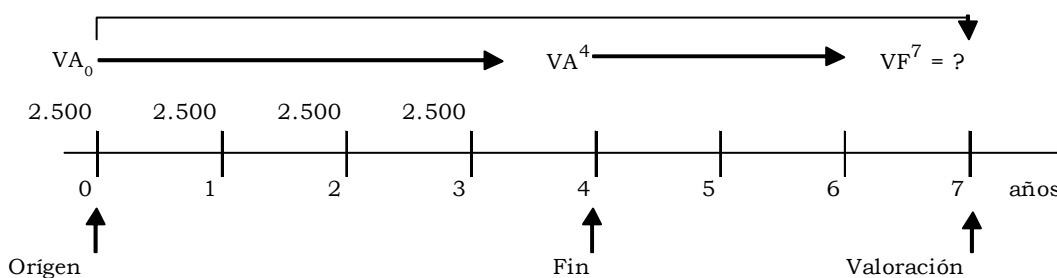 VA₀ VA⁴ VF⁷ = ?
2.500 2.500 2.500 2.500
0 1 2 3 4 5 6 7 años
Orígen Fin Valoración